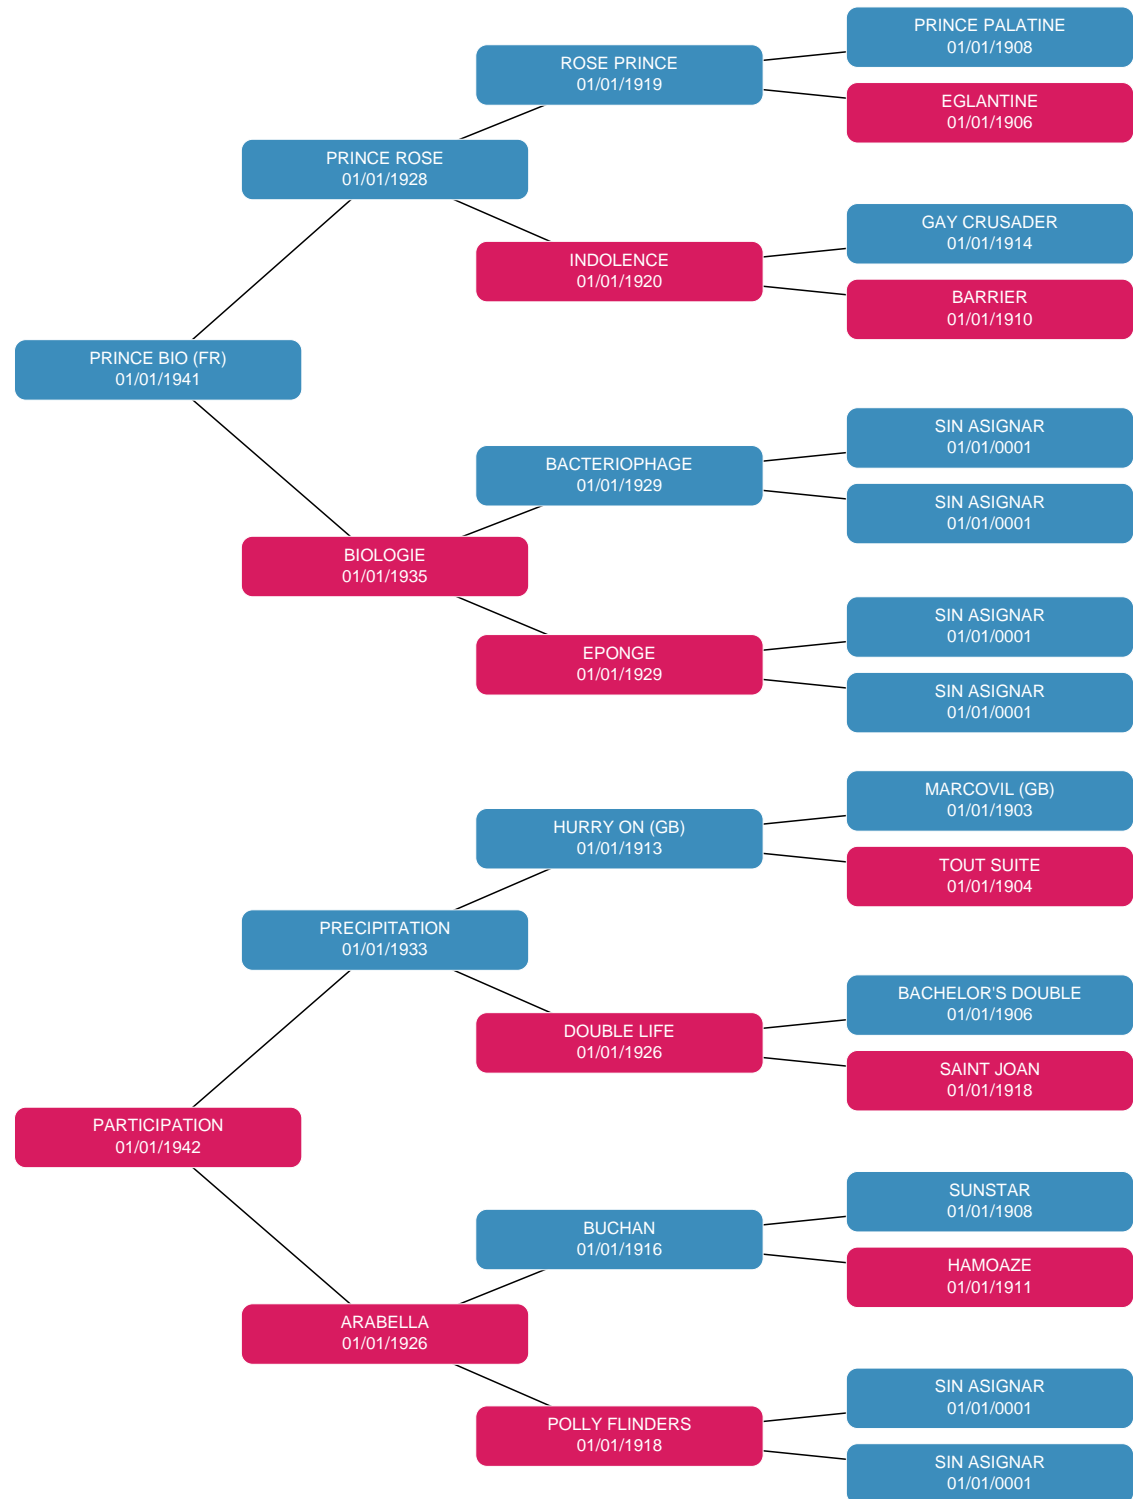 PRINCE PALATINE
01/01/1908
ROSE PRINCE
01/01/1919
EGLANTINE
01/01/1906
PRINCE ROSE
01/01/1928
GAY CRUSADER
01/01/1914
INDOLENCE
01/01/1920
BARRIER
01/01/1910
PRINCE BIO (FR)
01/01/1941
SIN ASIGNAR
01/01/0001
BACTERIOPHAGE
01/01/1929
SIN ASIGNAR
01/01/0001
BIOLOGIE
01/01/1935
SIN ASIGNAR
01/01/0001
EPONGE
01/01/1929
SIN ASIGNAR
01/01/0001
MARCOVIL (GB)
01/01/1903
HURRY ON (GB)
01/01/1913
TOUT SUITE
01/01/1904
PRECIPITATION
01/01/1933
BACHELOR'S DOUBLE
01/01/1906
DOUBLE LIFE
01/01/1926
SAINT JOAN
01/01/1918
PARTICIPATION
01/01/1942
SUNSTAR
01/01/1908
BUCHAN
01/01/1916
HAMOAZE
01/01/1911
ARABELLA
01/01/1926
SIN ASIGNAR
01/01/0001
POLLY FLINDERS
01/01/1918
SIN ASIGNAR
01/01/0001